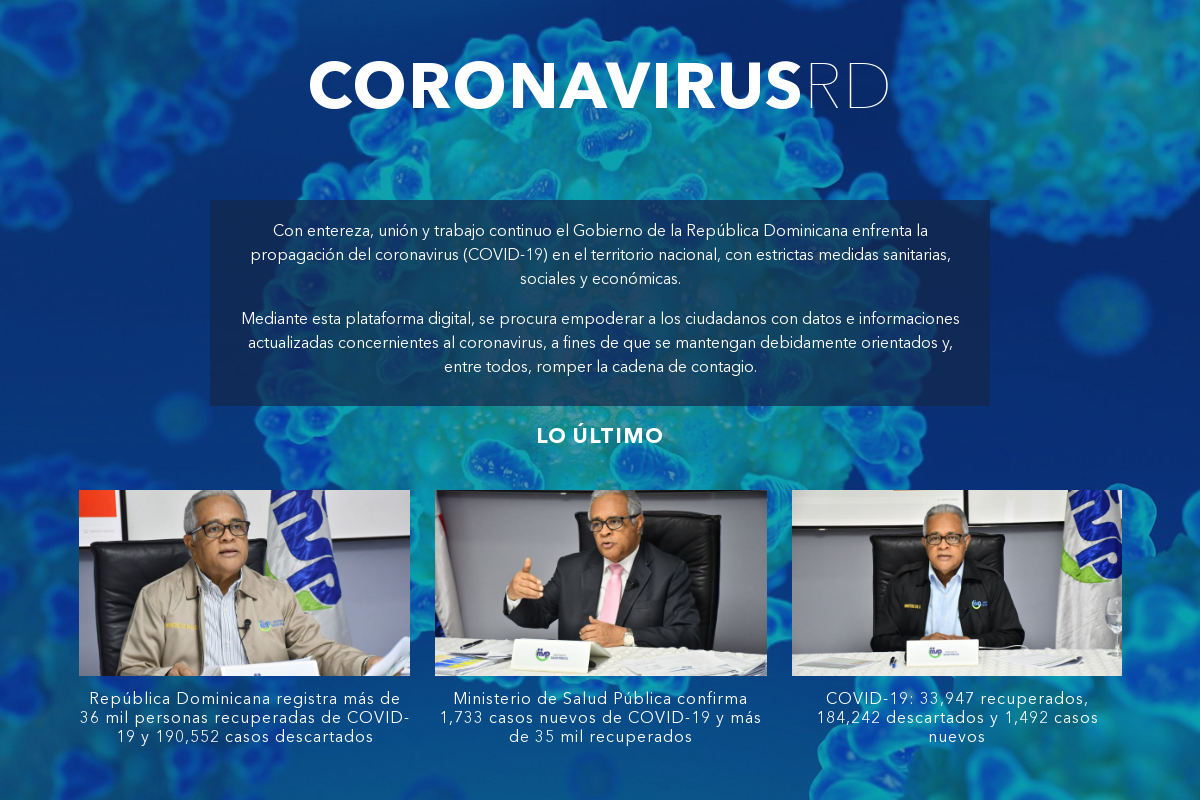 CORONAVIRUSRD
Con entereza, unión y trabajo continuo el Gobierno de la República Dominicana enfrenta la
propagación del coronavirus (COVID-19) en el territorio nacional, con estrictas medidas sanitarias,
sociales y económicas.
Mediante esta plataforma digital, se procura empoderar a los ciudadanos con datos e informaciones
actualizadas concernientes al coronavirus, a fines de que se mantengan debidamente orientados y,
entre todos, romper la cadena de contagio.
LO ÚLTIMO
República Dominicana registra más de
36 mil personas recuperadas de COVID-
19 y 190,552 casos descartados
Ministerio de Salud Pública confirma
1,733 casos nuevos de COVID-19 y más
de 35 mil recuperados
COVID-19: 33,947 recuperados,
184,242 descartados y 1,492 casos
nuevos